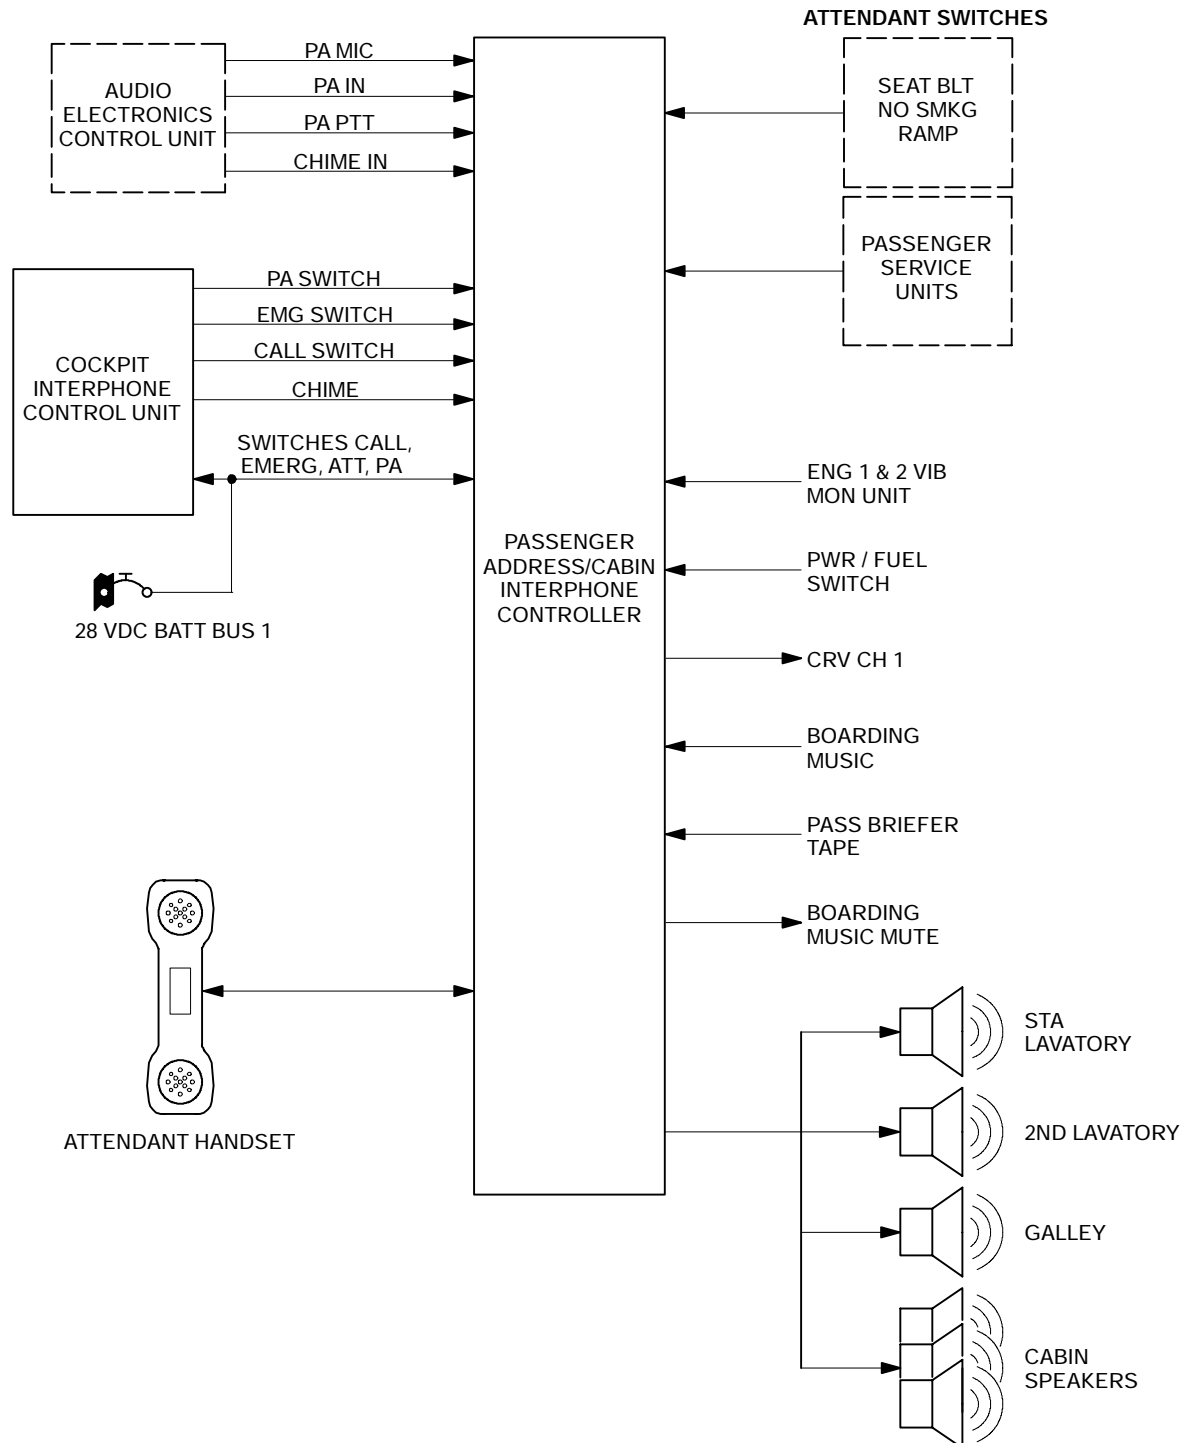 ATTENDANT SWITCHES
AUDIO
ELECTRONICS
CONTROL UNIT
PA MIC
PA IN
PA PTT
CHIME IN
SEAT BLT
NO SMKG
RAMP
PASSENGER
SERVICE
UNITS
COCKPIT
INTERPHONE
CONTROL UNIT
PA SWITCH
EMG SWITCH
CALL SWITCH
CHIME
SWITCHES CALL,
EMERG, ATT, PA
28 VDC BATT BUS 1
PASSENGER
ADDRESS/CABIN
INTERPHONE
CONTROLLER
ENG 1 & 2 VIB
MON UNIT
PWR / FUEL
SWITCH
CRV CH 1
BOARDING
MUSIC
PASS BRIEFER
TAPE
BOARDING
MUSIC MUTE
ATTENDANT HANDSET
STA
LAVATORY
2ND LAVATORY
GALLEY
CABIN
SPEAKERS